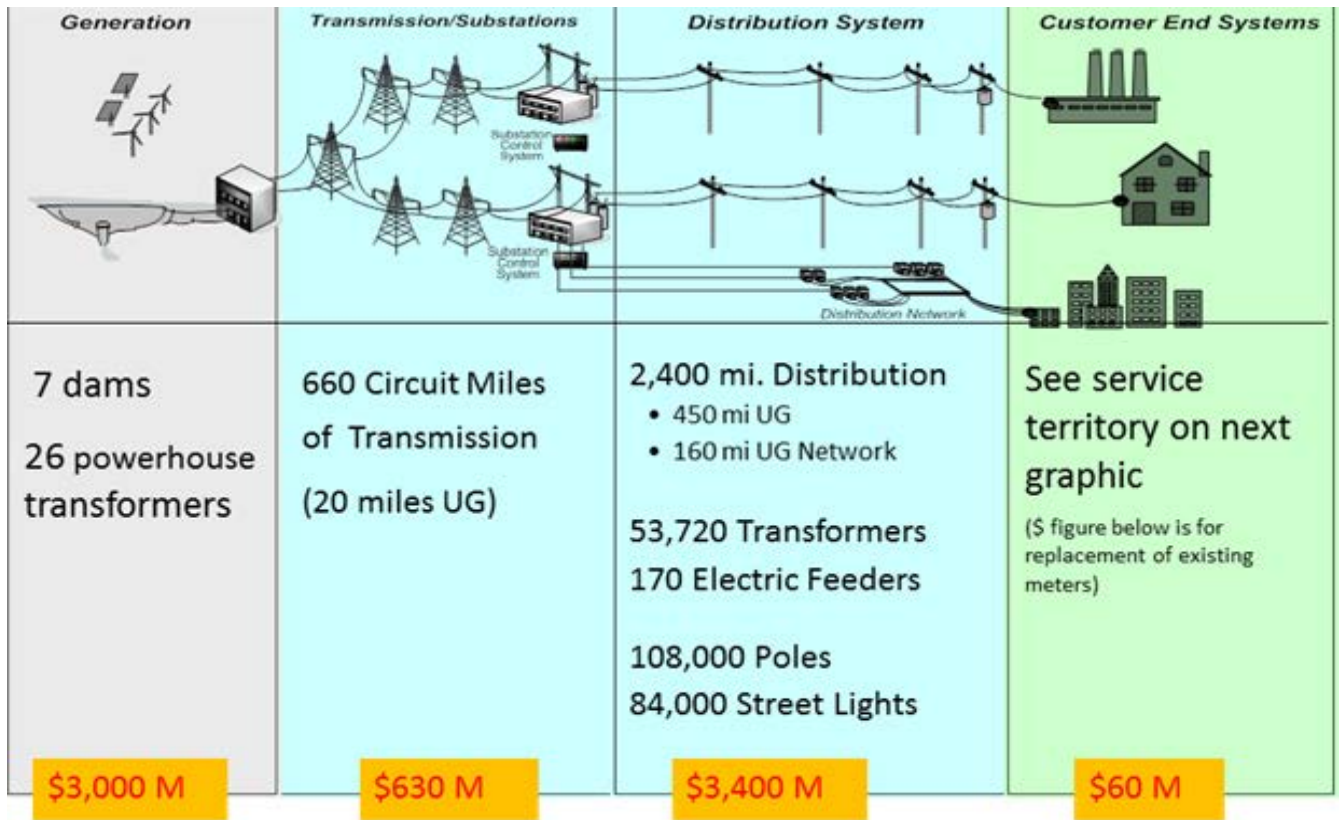 Generation
Transmission/Substations
Distribution System
Customer End Systems
Substation
Control
System
Substation
Control
System
Distribution Network
7 dams
26 powerhouse
transformers
660 Circuit Miles
of Transmission
(20 miles UG)
2,400 mi. Distribution
• 450 mi UG
• 160 mi UG Network
53,720 Transformers
170 Electric Feeders
108,000 Poles
84,000 Street Lights
See service
territory on next
graphic
($ figure below is for
replacement of existing
meters)
$3,000 M
$630 M
$3,400 M
$60 M